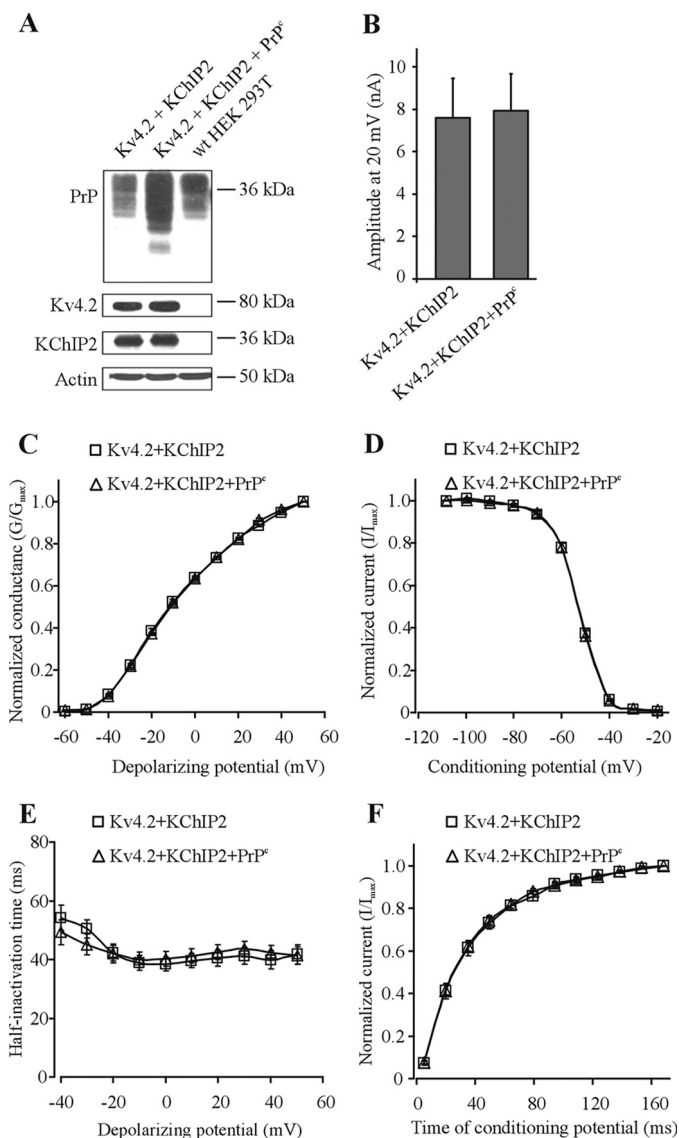 A
Kv4.2 + KChIP2
Kv4.2 + KChIP2 + PrPᶜ
wt HEK 293T
PrP
36 kDa
Kv4.2
80 kDa
KChIP2
36 kDa
Actin
50 kDa
B
Amplitude at 20 mV (nA)
10
8
6
4
2
0
Kv4.2+KChIP2
Kv4.2+KChIP2+PrPᶜ
C
Kv4.2+KChIP2
Kv4.2+KChIP2+PrPᶜ
Normalized conductanc (G/Gmax)
1.0
0.8
0.6
0.4
0.2
0
-60 -40 -20 0 20 40 60
Depolarizing potential (mV)
D
Kv4.2+KChIP2
Kv4.2+KChIP2+PrPᶜ
Normalized current (I/Imax)
1.0
0.8
0.6
0.4
0.2
0
-120 -100 -80 -60 -40 -20
Conditioning potential (mV)
E
Kv4.2+KChIP2
Kv4.2+KChIP2+PrPᶜ
Half-inactivation time (ms)
80
60
40
20
0
-40 -20 0 20 40 60
Depolarizing potential (mV)
F
Kv4.2+KChIP2
Kv4.2+KChIP2+PrPᶜ
Normalized current (I/Imax)
1.0
0.8
0.6
0.4
0.2
0
0 40 80 120 160
Time of conditioning potential (ms)